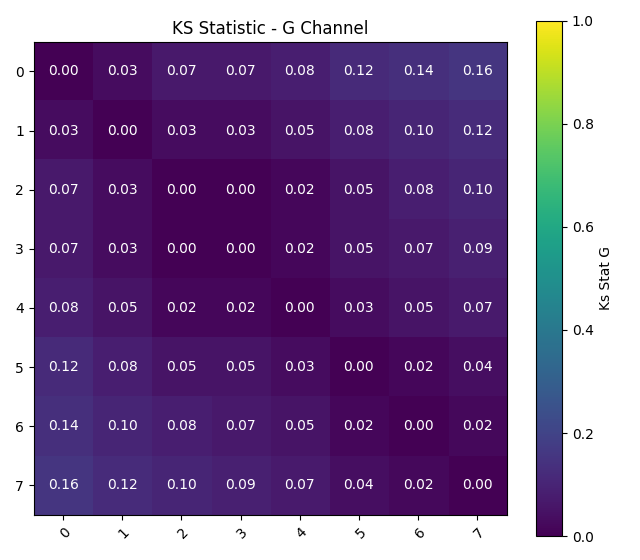 KS Statistic - G Channel
0 0.00 0.03 0.07 0.07 0.08 0.12 0.14 0.16
1 0.03 0.00 0.03 0.03 0.05 0.08 0.10 0.12
2 0.07 0.03 0.00 0.00 0.02 0.05 0.08 0.10
3 0.07 0.03 0.00 0.00 0.02 0.05 0.07 0.09
4 0.08 0.05 0.02 0.02 0.00 0.03 0.05 0.07
5 0.12 0.08 0.05 0.05 0.03 0.00 0.02 0.04
6 0.14 0.10 0.08 0.07 0.05 0.02 0.00 0.02
7 0.16 0.12 0.10 0.09 0.07 0.04 0.02 0.00
0 1 2 3 4 5 6 7
1.0
0.8
0.6
0.4
0.2
0.0
Ks Stat G